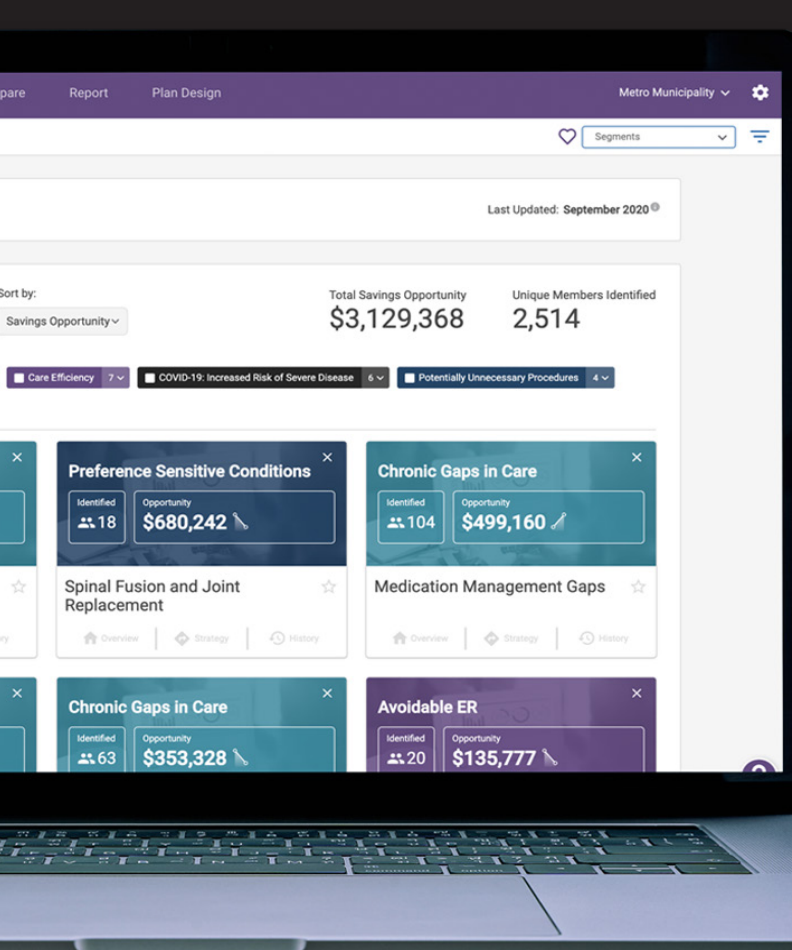 pare Report Plan Design Metro Municipality
Segments
Last Updated: September 2020
Sort by:
Savings Opportunity
Total Savings Opportunity
$3,129,368
Unique Members Identified
2,514
Care Efficiency 7
COVID-19: Increased Risk of Severe Disease 6
Potentially Unnecessary Procedures 4
Preference Sensitive Conditions
Identified
18
Opportunity
$680,242
Spinal Fusion and Joint
Replacement
Overview Strategy History
Chronic Gaps in Care
Identified
104
Opportunity
$499,160
Medication Management Gaps
Overview Strategy History
Chronic Gaps in Care
Identified
63
Opportunity
$353,328
Avoidable ER
Identified
20
Opportunity
$135,777
command option